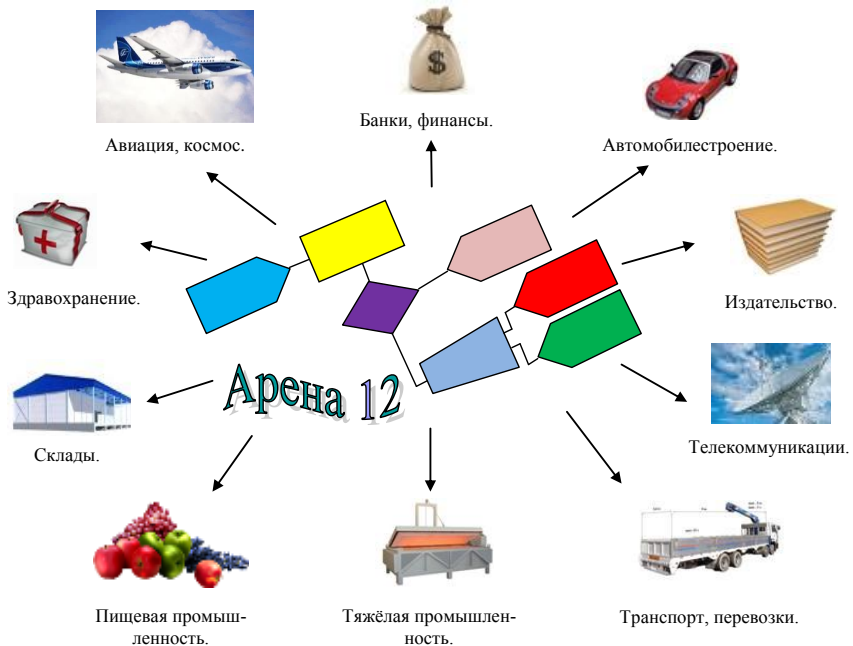 $
Банки, финансы.
Авиация, космос.
Автомобилестроение.
Здравохранение.
Издательство.
Арена 12
Склады.
Телекоммуникации.
Пищевая промыш-
ленность.
Тяжёлая промышлен-
ность.
Транспорт, перевозки.